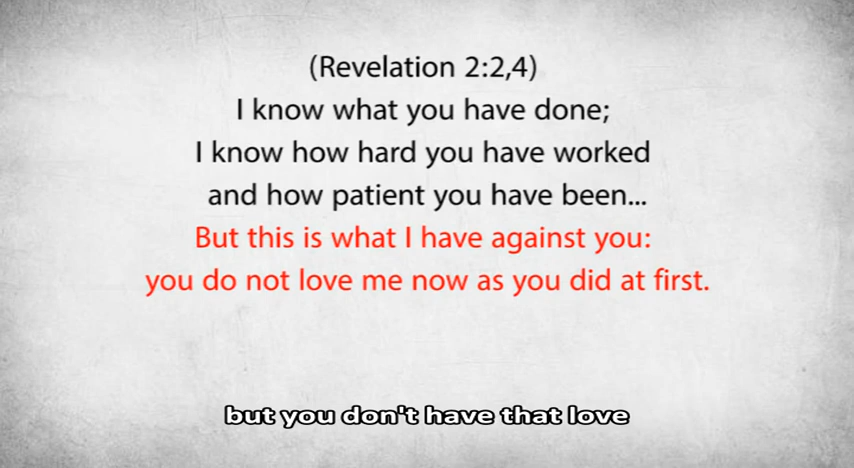 (Revelation 2:2,4)
I know what you have done;
I know how hard you have worked
and how patient you have been...
But this is what I have against you:
you do not love me now as you did at first.
but you don't have that love